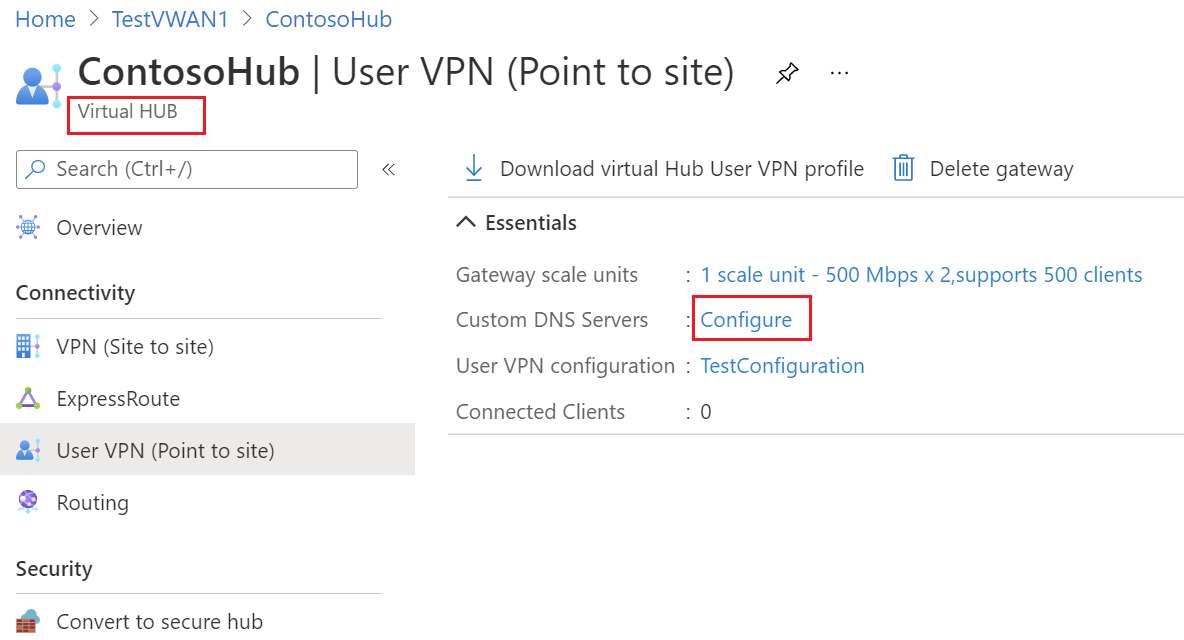 Home > TestVWAN1 > ContosoHub
ContosoHub | User VPN (Point to site) ...
Virtual HUB
Search (Ctrl+/) «
Overview
Connectivity
VPN (Site to site)
ExpressRoute
User VPN (Point to site)
Routing
Security
Convert to secure hub
Download virtual Hub User VPN profile Delete gateway
Essentials
Gateway scale units : 1 scale unit - 500 Mbps x 2,supports 500 clients
Custom DNS Servers : Configure
User VPN configuration : TestConfiguration
Connected Clients : 0